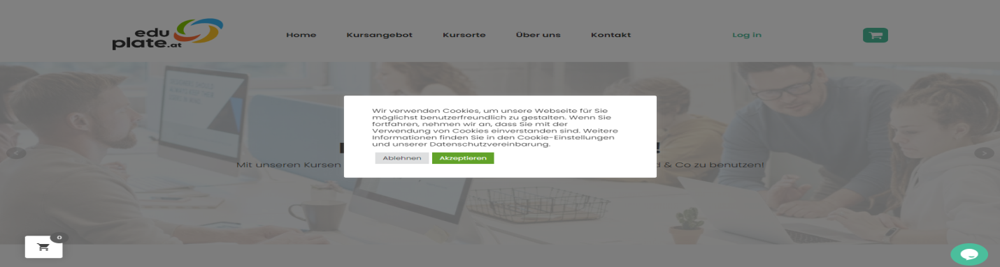 edu
plate.at
Home Kursangebot Kursorte Über uns Kontakt Log in
Wir verwenden Cookies, um unsere Webseite für Sie
möglichst benutzerfreundlich zu gestalten. Wenn Sie
fortfahren, nehmen wir an, dass Sie mit der
Verwendung von Cookies einverstanden sind. Weitere
Informationen finden Sie in den Cookie-Einstellungen
und unserer Datenschutzvereinbarung.
Ablehnen Akzeptieren
Mit unseren Kursen & Co zu benutzen!
0